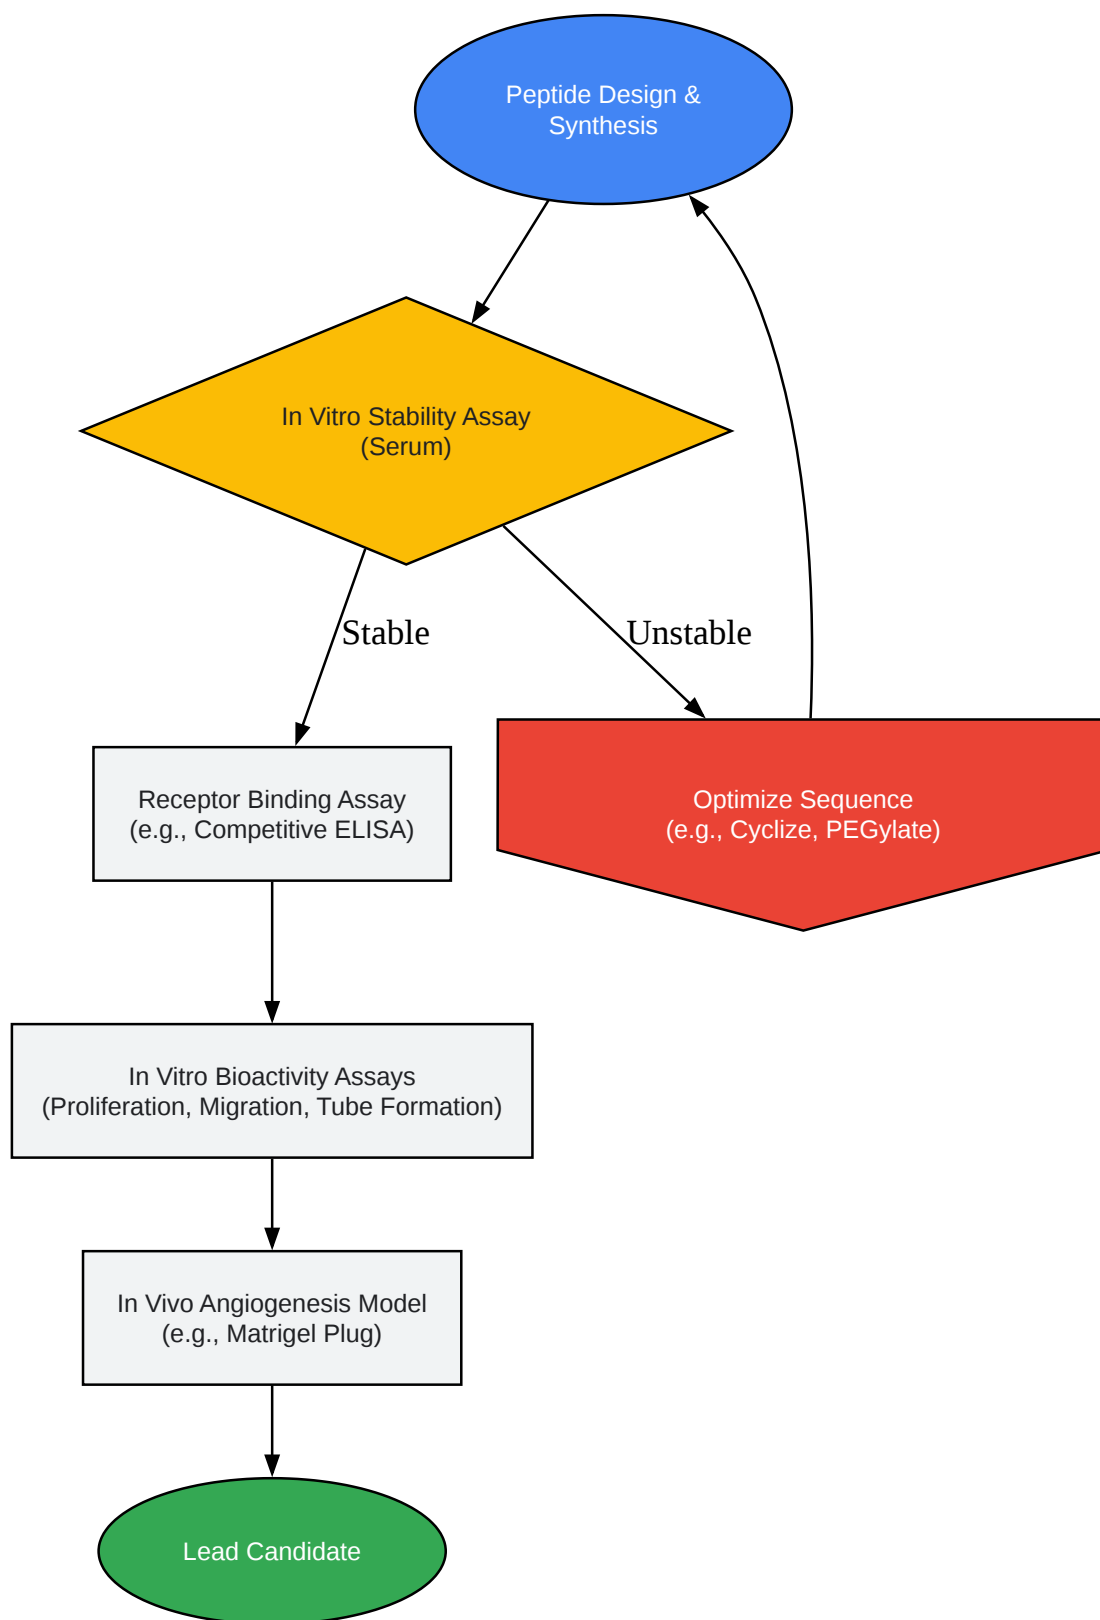 Peptide Design &
Synthesis
In Vitro Stability Assay
(Serum)
Stable
Unstable
Receptor Binding Assay
(e.g., Competitive ELISA)
Optimize Sequence
(e.g., Cyclize, PEGylate)
In Vitro Bioactivity Assays
(Proliferation, Migration, Tube Formation)
In Vivo Angiogenesis Model
(e.g., Matrigel Plug)
Lead Candidate